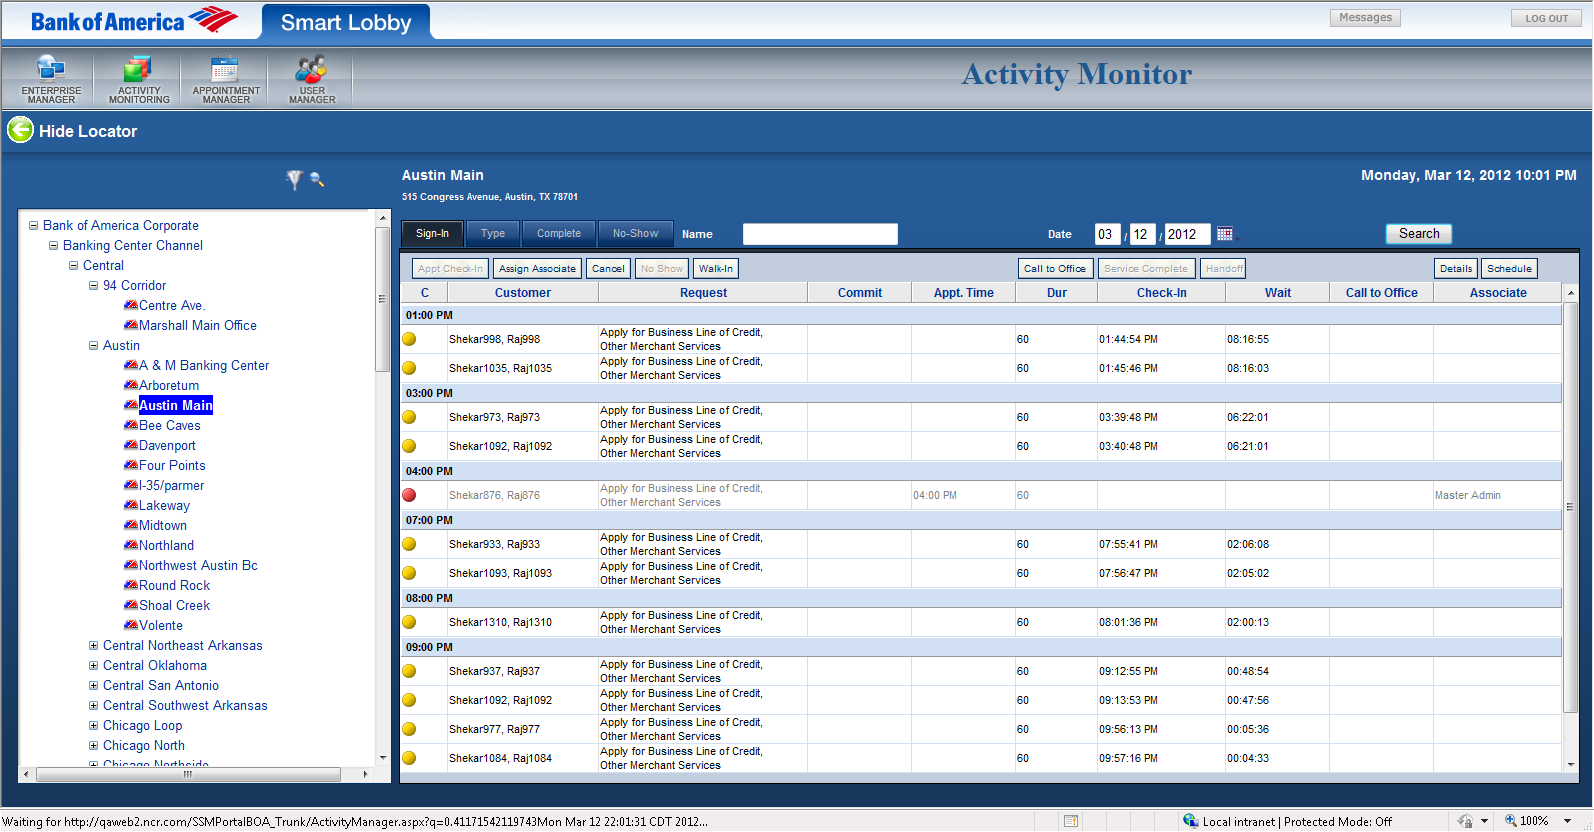 Bank of America
Smart Lobby
Messages
LOG OUT
ENTERPRISE MANAGER
ACTIVITY MONITORING
APPOINTMENT MANAGER
USER MANAGER
Activity Monitor
Hide Locator
Bank of America Corporate
Banking Center Channel
Central
94 Corridor
Centre Ave.
Marshall Main Office
Austin
A & M Banking Center
Arboretum
Austin Main
Bee Caves
Davenport
Four Points
I-35/parmer
Lakeway
Midtown
Northland
Northwest Austin Bc
Round Rock
Shoal Creek
Volente
Central Northeast Arkansas
Central Oklahoma
Central San Antonio
Central Southwest Arkansas
Chicago Loop
Chicago North
Chicago Northside
Austin Main
Monday, Mar 12, 2012 10:01 PM
515 Congress Avenue, Austin, TX 78701
Sign-In Type Complete No-Show Name Date 03 / 12 / 2012 Search
Appt Check-In Assign Associate Cancel No Show Walk-In Call to Office Service Complete Handoff Details Schedule
C Customer Request Commit Appt. Time Dur Check-In Wait Call to Office Associate
01:00 PM
Shekar998, Raj998 Apply for Business Line of Credit, Other Merchant Services 60 01:44:54 PM 08:16:55
Shekar1035, Raj1035 Apply for Business Line of Credit, Other Merchant Services 60 01:45:46 PM 08:16:03
03:00 PM
Shekar973, Raj973 Apply for Business Line of Credit, Other Merchant Services 60 03:39:48 PM 06:22:01
Shekar1092, Raj1092 Apply for Business Line of Credit, Other Merchant Services 60 03:40:48 PM 06:21:01
04:00 PM
Shekar876, Raj876 Apply for Business Line of Credit, Other Merchant Services 04:00 PM 60 Master Admin
07:00 PM
Shekar933, Raj933 Apply for Business Line of Credit, Other Merchant Services 60 07:55:41 PM 02:06:08
Shekar1093, Raj1093 Apply for Business Line of Credit, Other Merchant Services 60 07:56:47 PM 02:05:02
08:00 PM
Shekar1310, Raj1310 Apply for Business Line of Credit, Other Merchant Services 60 08:01:36 PM 02:00:13
09:00 PM
Shekar937, Raj937 Apply for Business Line of Credit, Other Merchant Services 60 09:12:55 PM 00:48:54
Shekar1092, Raj1092 Apply for Business Line of Credit, Other Merchant Services 60 09:13:53 PM 00:47:56
Shekar977, Raj977 Apply for Business Line of Credit, Other Merchant Services 60 09:56:13 PM 00:05:36
Shekar1084, Raj1084 Apply for Business Line of Credit, Other Merchant Services 60 09:57:16 PM 00:04:33
Waiting for http://qaweb2.ncr.com/SSMPortalBOA_Trunk/ActivityManager.aspx?q=0.41171542119743Mon Mar 12 22:01:31 CDT 2012...
Local intranet | Protected Mode: Off
100%